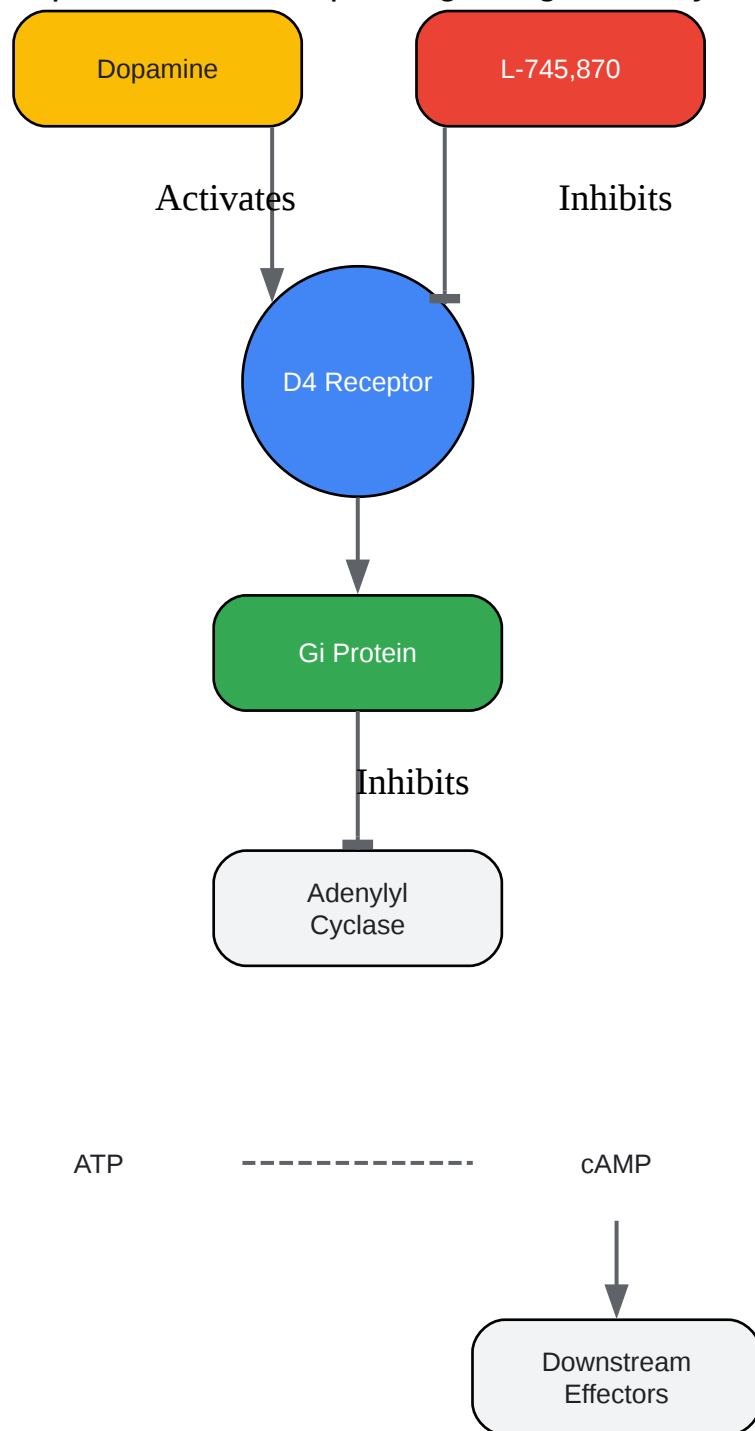 Dopamine
L-745,870
Activates
Inhibits
D4 Receptor
Gi Protein
Inhibits
Adenylyl
Cyclase
ATP
cAMP
Downstream
Effectors